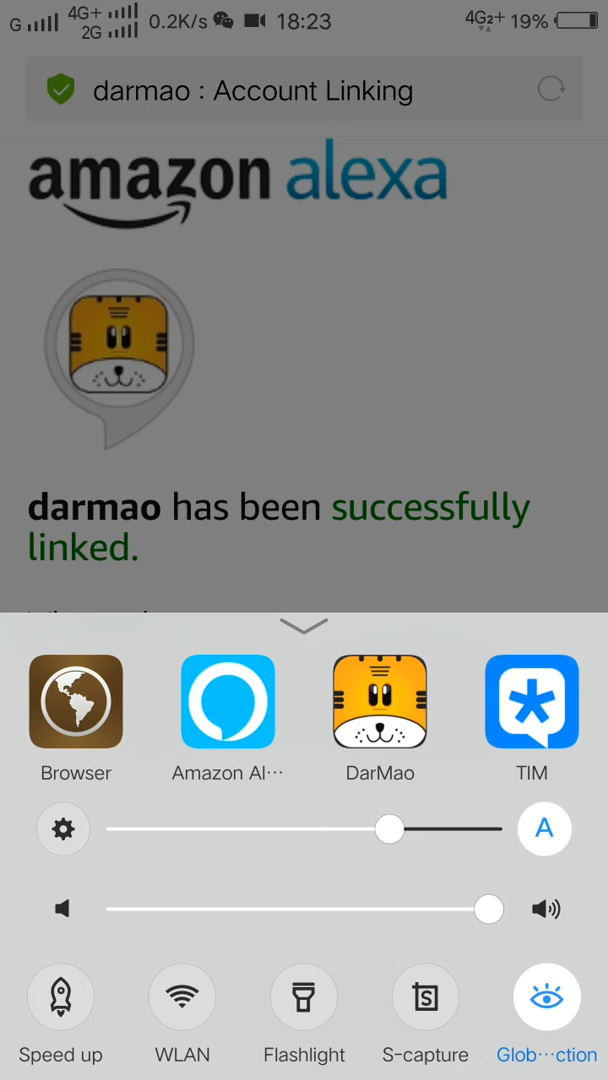 G 4G+ 2G 0.2K/s 18:23 4G2+ 19%
darmao : Account Linking
amazon alexa
darmao has been successfully
linked.
Browser Amazon Al··· DarMao TIM
A
Speed up WLAN Flashlight S-capture Glob···ction